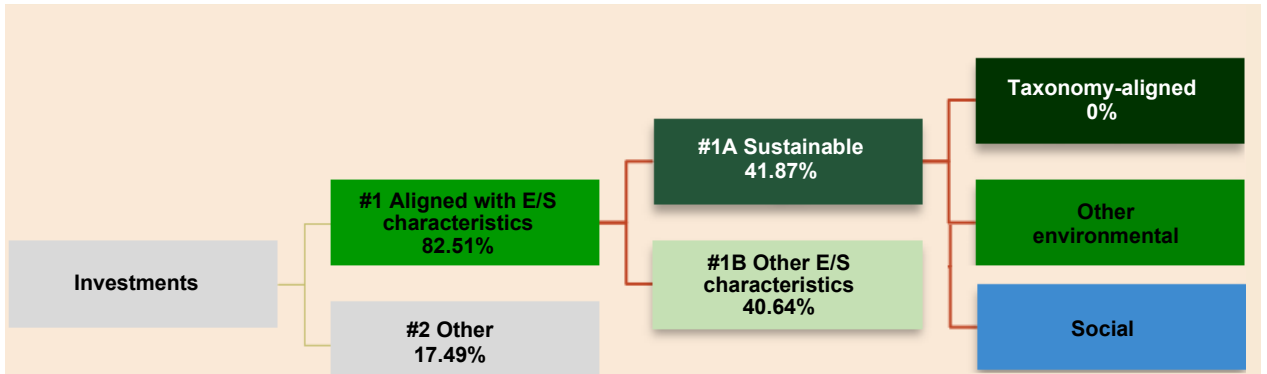 Investments
#1 Aligned with E/S
characteristics
82.51%
#2 Other
17.49%
#1A Sustainable
41.87%
#1B Other E/S
characteristics
40.64%
Taxonomy-aligned
0%
Other
environmental
Social